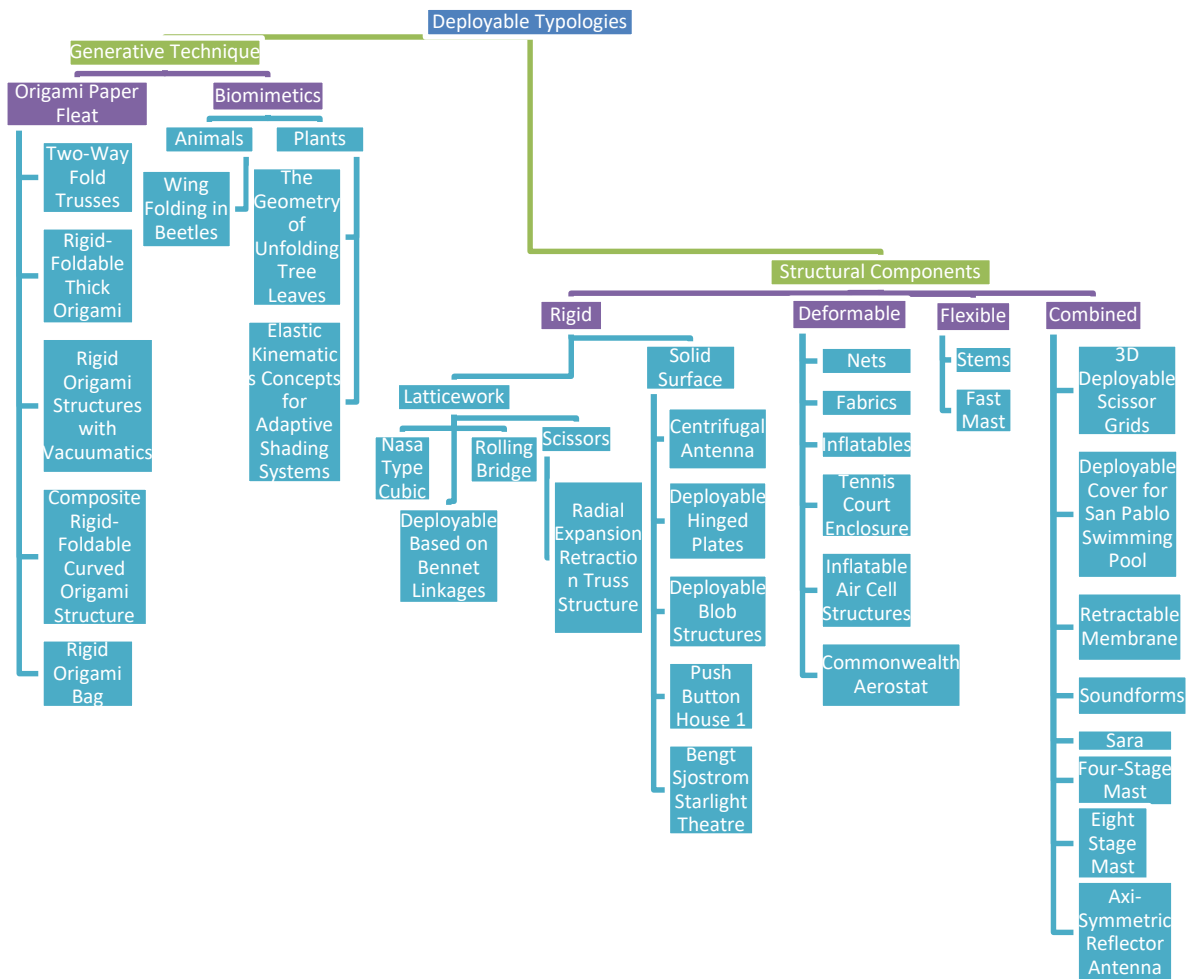 Deployable Typologies
Generative Technique
Origami Paper
Fleat
Two-Way
Fold
Trusses
Rigid-
Foldable
Thick
Origami
Rigid
Origami
Structures
with
Vacuumatics
Composite
Rigid-
Foldable
Curved
Origami
Structure
Rigid
Origami
Bag
Biomimetics
Animals
Wing
Folding in
Beetles
Plants
The
Geometry
of
Unfolding
Tree
Leaves
Elastic
Kinematic
s Concepts
for
Adaptive
Shading
Systems
Structural Components
Rigid
Latticework
Nasa
Type
Cubic
Rolling
Bridge
Deployable
Based on
Bennet
Linkages
Scissors
Radial
Expansion
Retractio
n Truss
Structure
Solid
Surface
Centrifugal
Antenna
Deployable
Hinged
Plates
Deployable
Blob
Structures
Push
Button
House 1
Bengt
Sjostrom
Starlight
Theatre
Deformable
Nets
Fabrics
Inflatables
Tennis
Court
Enclosure
Inflatable
Air Cell
Structures
Commonwealth
Aerostat
Flexible
Stems
Fast
Mast
Combined
3D
Deployable
Scissor
Grids
Deployable
Cover for
San Pablo
Swimming
Pool
Retractable
Membrane
Soundforms
Sara
Four-Stage
Mast
Eight
Stage
Mast
Axi-
Symmetric
Reflector
Antenna